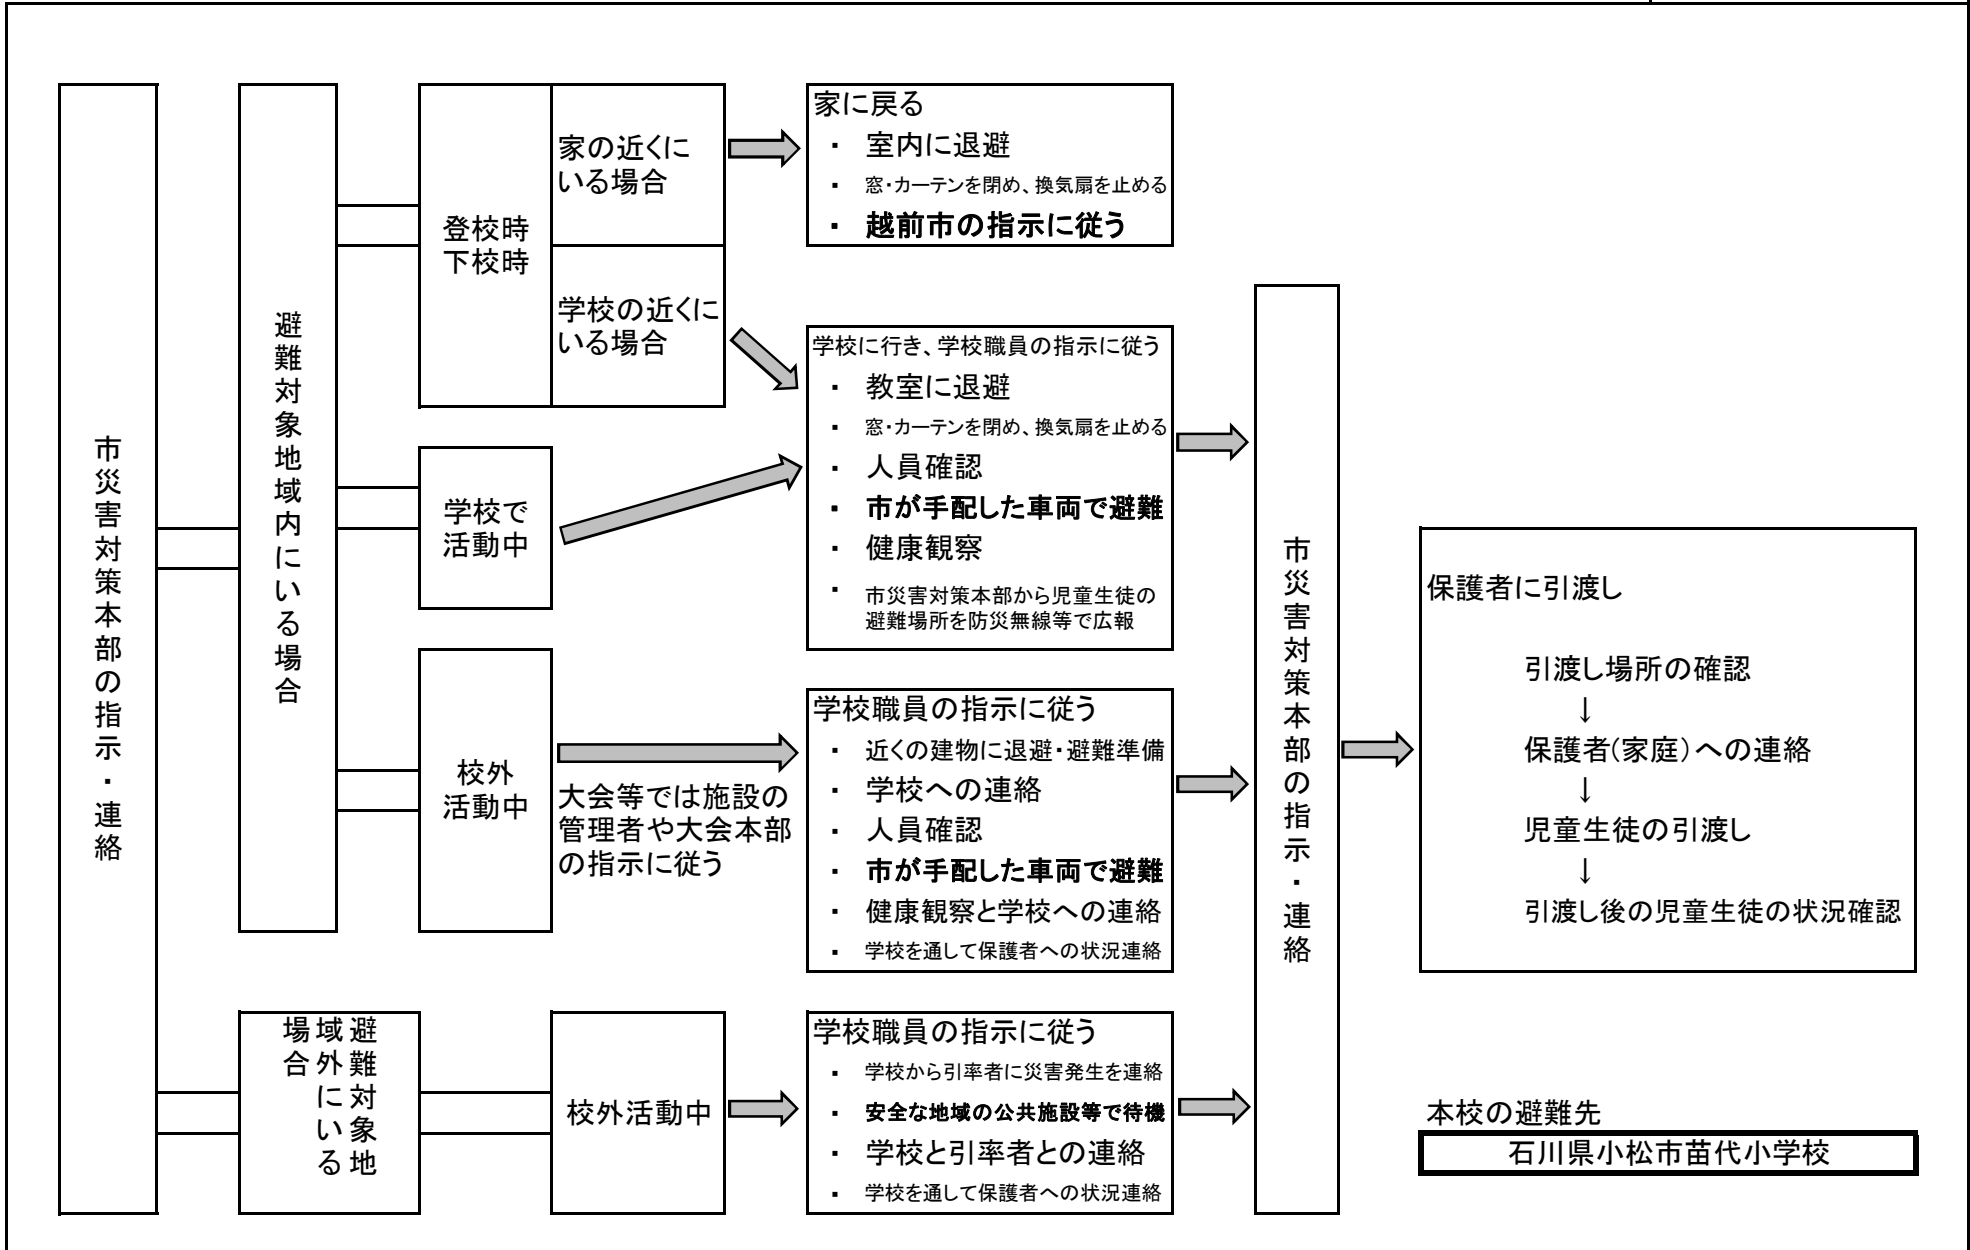 市災害対策本部の指示・連絡
避難対象地域内にいる場合
登校時
下校時
家の近くに
いる場合
学校の近くに
いる場合
学校で
活動中
校外
活動中
大会等では施設の
管理者や大会本部
の指示に従う
避難対象地
域外にいる
場合
校外活動中
家に戻る
・ 室内に退避
・ 窓・カーテンを閉め、換気扇を止める
・ 越前市の指示に従う
学校に行き、学校職員の指示に従う
・ 教室に退避
・ 窓・カーテンを閉め、換気扇を止める
・ 人員確認
・ 市が手配した車両で避難
・ 健康観察
・ 市災害対策本部から児童生徒の
避難場所を防災無線等で広報
学校職員の指示に従う
・ 近くの建物に退避・避難準備
・ 学校への連絡
・ 人員確認
・ 市が手配した車両で避難
・ 健康観察と学校への連絡
・ 学校を通して保護者への状況連絡
学校職員の指示に従う
・ 学校から引率者に災害発生を連絡
・ 安全な地域の公共施設等で待機
・ 学校と引率者との連絡
・ 学校を通して保護者への状況連絡
市災害対策本部の指示・連絡
保護者に引渡し
引渡し場所の確認
↓
保護者(家庭)への連絡
↓
児童生徒の引渡し
↓
引渡し後の児童生徒の状況確認
本校の避難先
石川県小松市苗代小学校